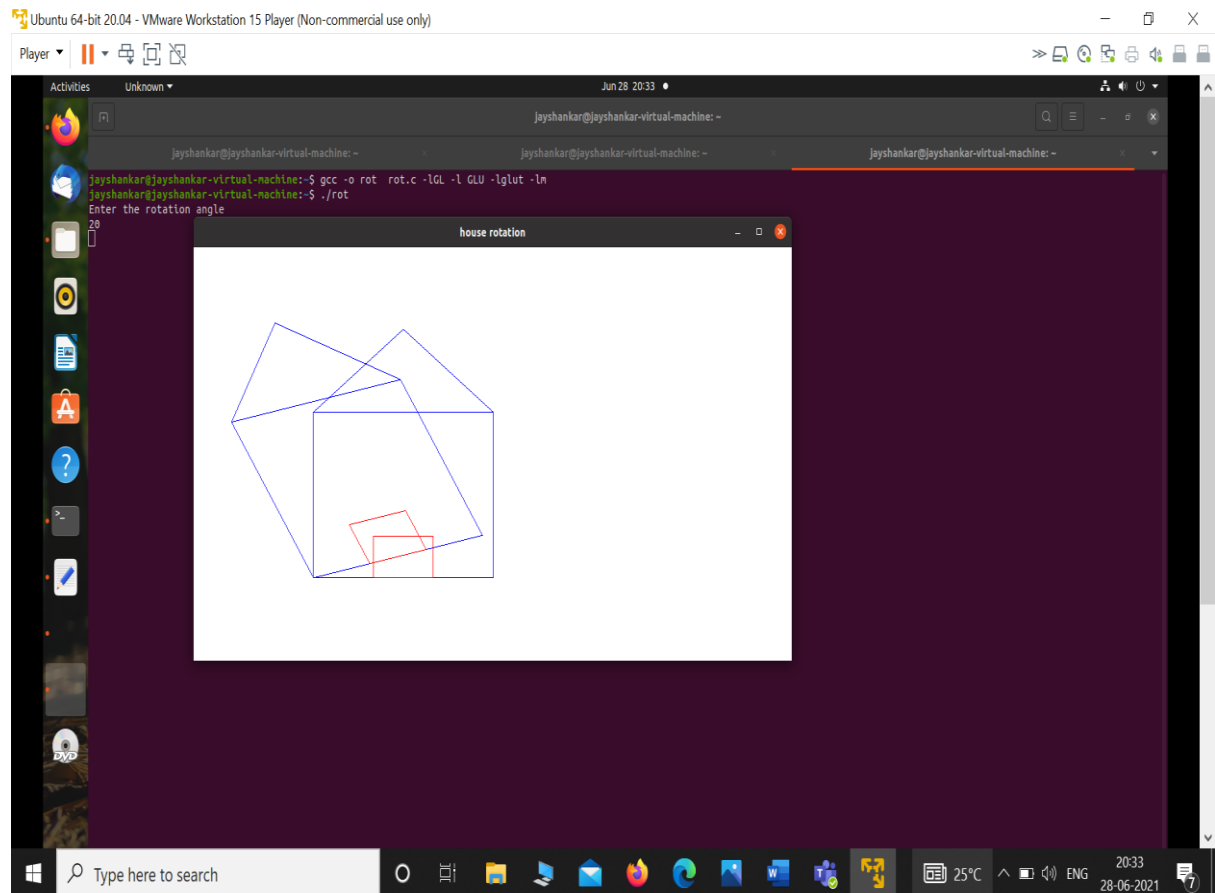 Ubuntu 64-bit 20.04 - VMware Workstation 15 Player (Non-commercial use only)
Player
Activities Unknown Jun 28 20:33
jayshankar@jayshankar-virtual-machine: ~
jayshankar@jayshankar-virtual-machine: ~ jayshankar@jayshankar-virtual-machine: ~ jayshankar@jayshankar-virtual-machine: ~
jayshankar@jayshankar-virtual-machine:~$ gcc -o rot rot.c -lGL -l GLU -lglut -lm
jayshankar@jayshankar-virtual-machine:~$ ./rot
Enter the rotation angle
20
house rotation
DVD
Type here to search
25°C
ENG
20:33
28-06-2021
7